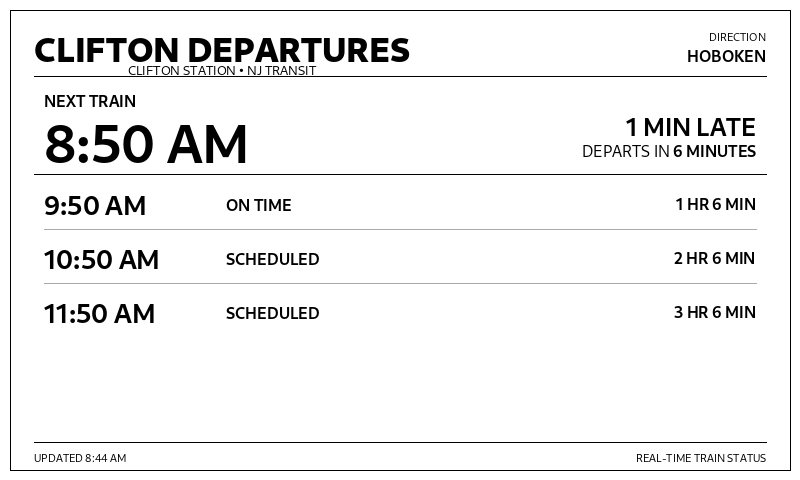 CLIFTON DEPARTURES
CLIFTON STATION • NJ TRANSIT
DIRECTION
HOBOKEN
NEXT TRAIN
8:50 AM
1 MIN LATE
DEPARTS IN 6 MINUTES
9:50 AM ON TIME 1 HR 6 MIN
10:50 AM SCHEDULED 2 HR 6 MIN
11:50 AM SCHEDULED 3 HR 6 MIN
UPDATED 8:44 AM REAL-TIME TRAIN STATUS